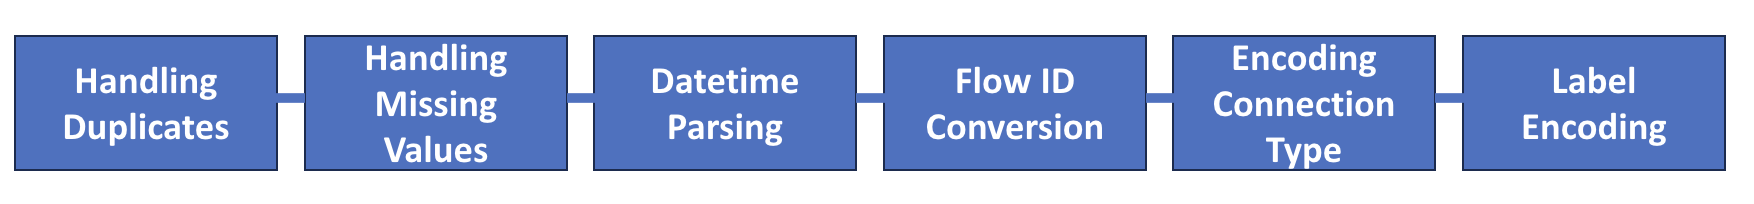 Handling
Duplicates
Handling
Missing
Values
Datetime
Parsing
Flow ID
Conversion
Encoding
Connection
Type
Label
Encoding